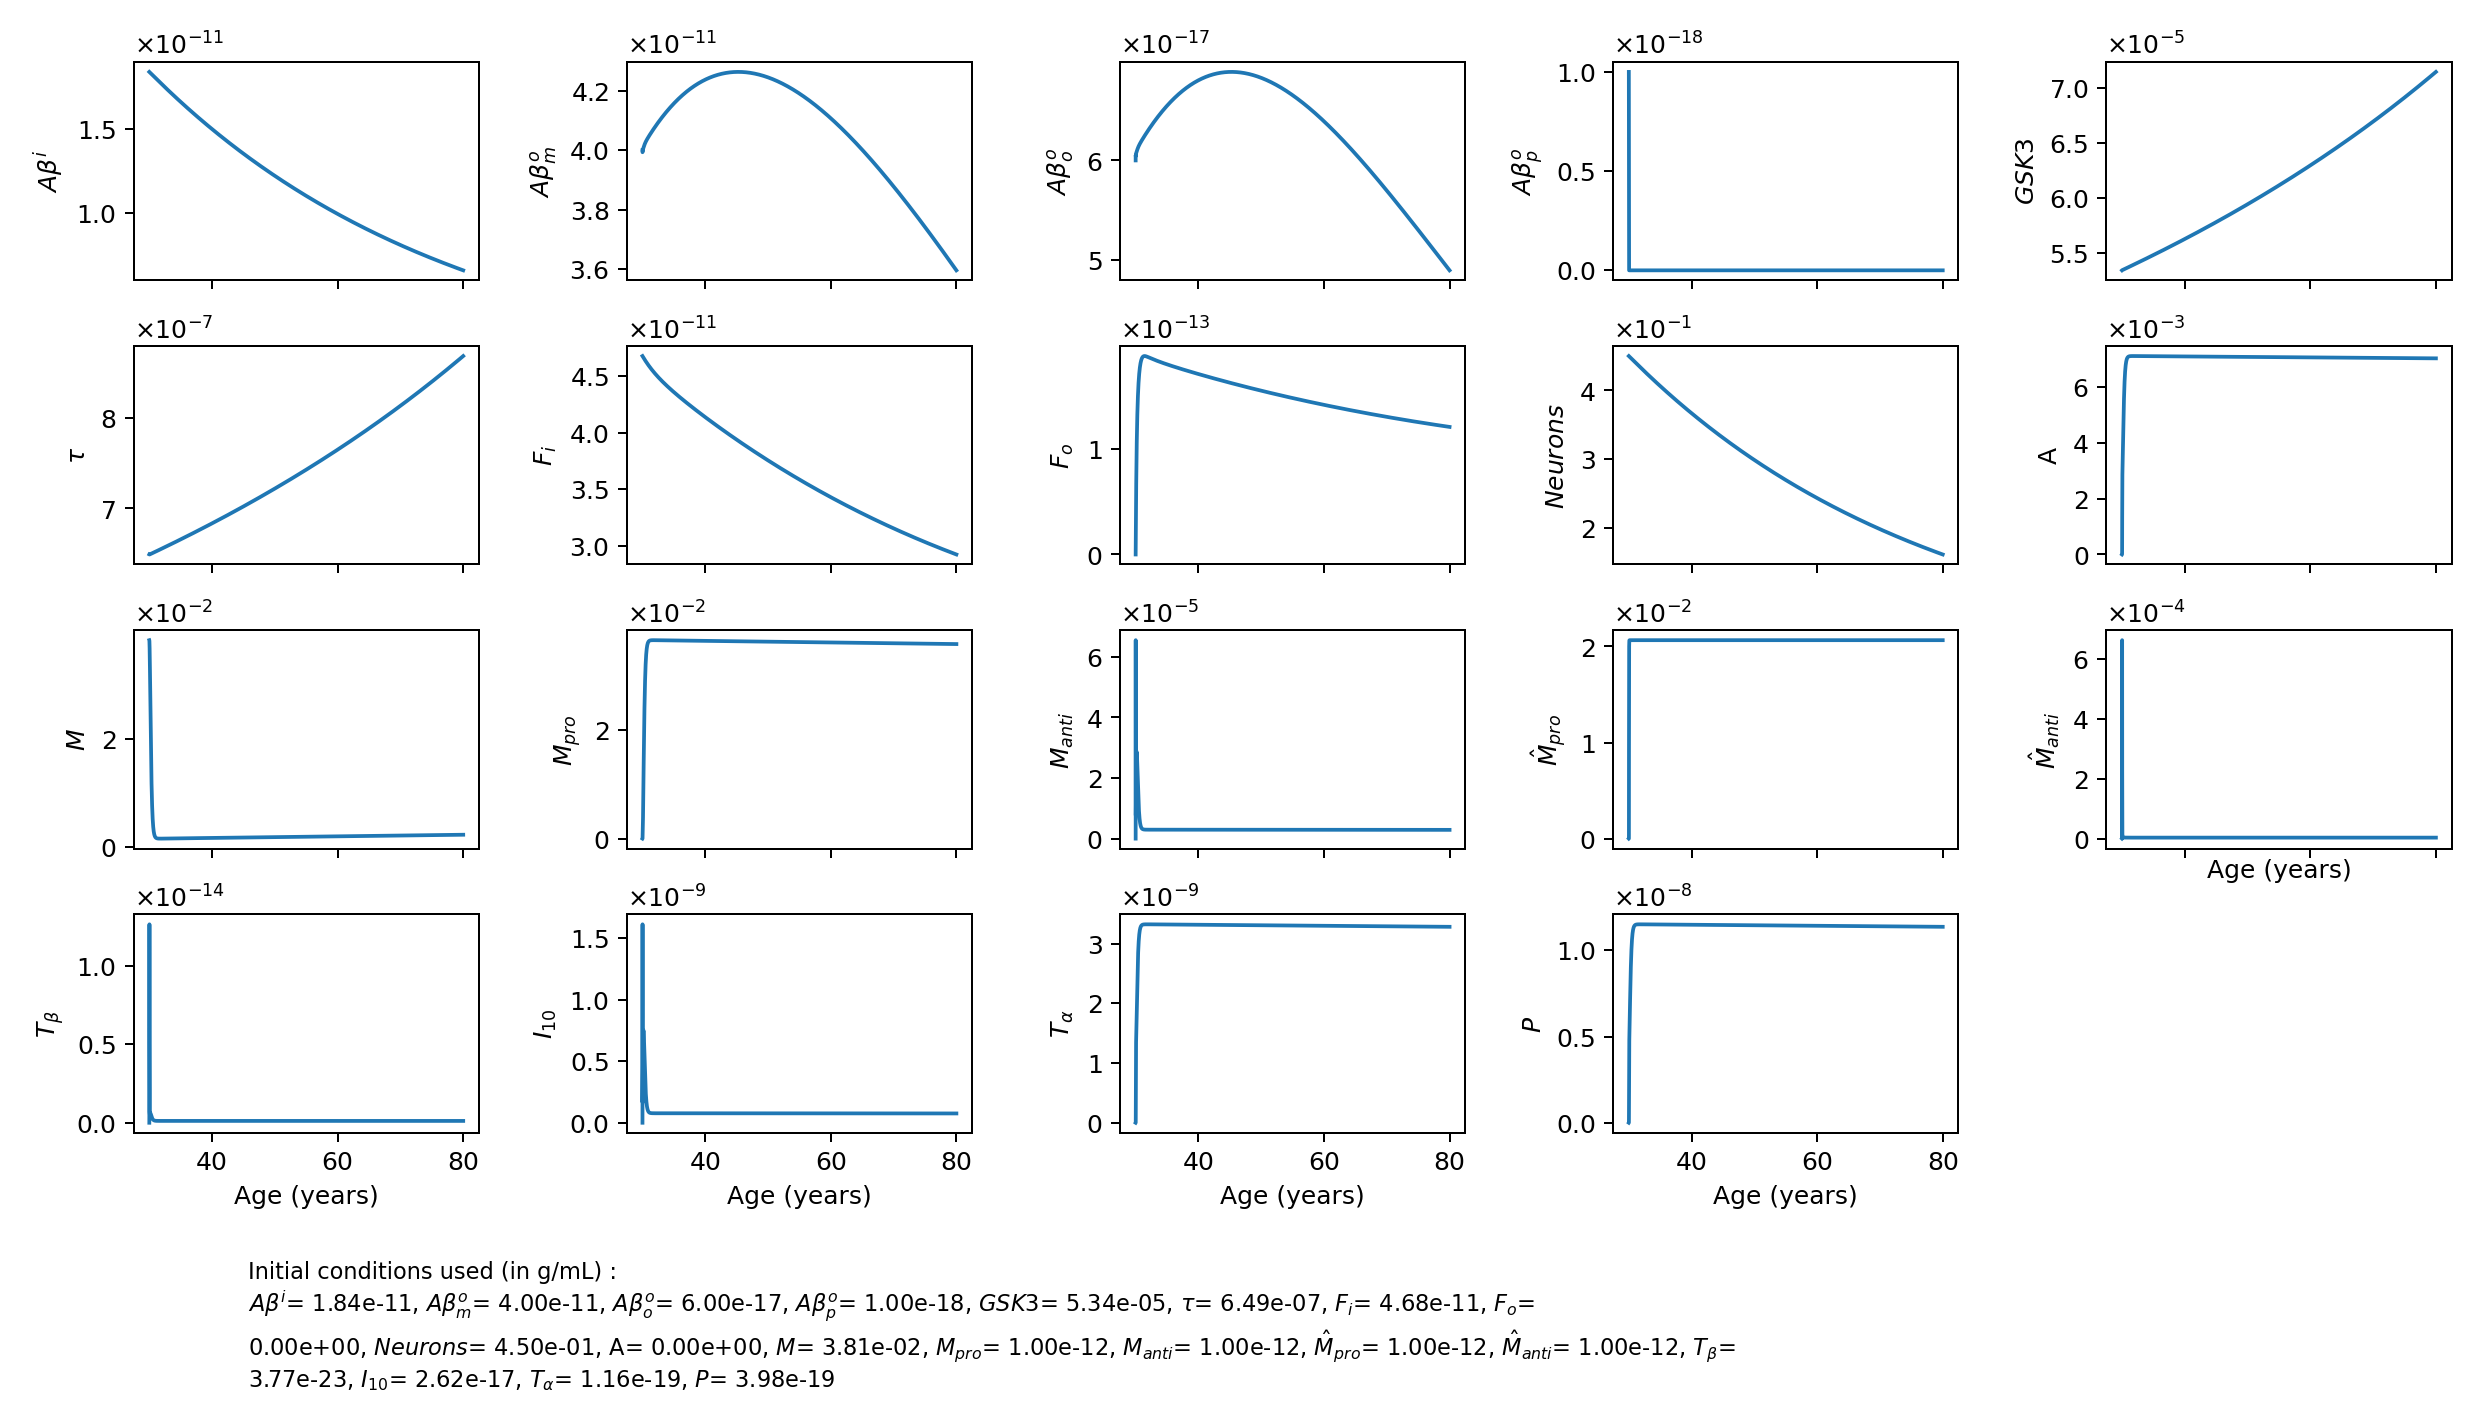 ×10⁻¹¹ ×10⁻¹¹ ×10⁻¹⁷ ×10⁻¹⁸ ×10⁻⁵
Aβⁱ 1.5 1.0
Aβₘᵒ 4.2 4.0 3.8 3.6
Aβₒᵒ 6 5
Aβₚᵒ 1.0 0.5 0.0
GSK3 7.0 6.5 6.0 5.5
×10⁻⁷ ×10⁻¹¹ ×10⁻¹³ ×10⁻¹ ×10⁻³
τ 8 7
Fᵢ 4.5 4.0 3.5 3.0
Fₒ 1 0
Neurons 4 3 2
A 6 4 2 0
×10⁻² ×10⁻² ×10⁻⁵ ×10⁻² ×10⁻⁴
M 2 0
Mₚᵣₒ 2 0
M_anti 6 4 2 0
M̂ₚᵣₒ 2 1 0
M̂_anti 6 4 2 0
Age (years)
×10⁻¹⁴ ×10⁻⁹ ×10⁻⁹ ×10⁻⁸
Tᵦ 1.0 0.5 0.0
I₁₀ 1.5 1.0 0.5 0.0
T_α 3 2 1 0
P 1.0 0.5 0.0
40 60 80 40 60 80 40 60 80 40 60 80
Age (years) Age (years) Age (years) Age (years)
Initial conditions used (in g/mL) :
Aβⁱ= 1.84e-11, Aβₘᵒ= 4.00e-11, Aβₒᵒ= 6.00e-17, Aβₚᵒ= 1.00e-18, GSK3= 5.34e-05, τ= 6.49e-07, Fᵢ= 4.68e-11, Fₒ=
0.00e+00, Neurons= 4.50e-01, A= 0.00e+00, M= 3.81e-02, Mₚᵣₒ= 1.00e-12, M_anti= 1.00e-12, M̂ₚᵣₒ= 1.00e-12, M̂_anti= 1.00e-12, Tᵦ=
3.77e-23, I₁₀= 2.62e-17, T_α= 1.16e-19, P= 3.98e-19